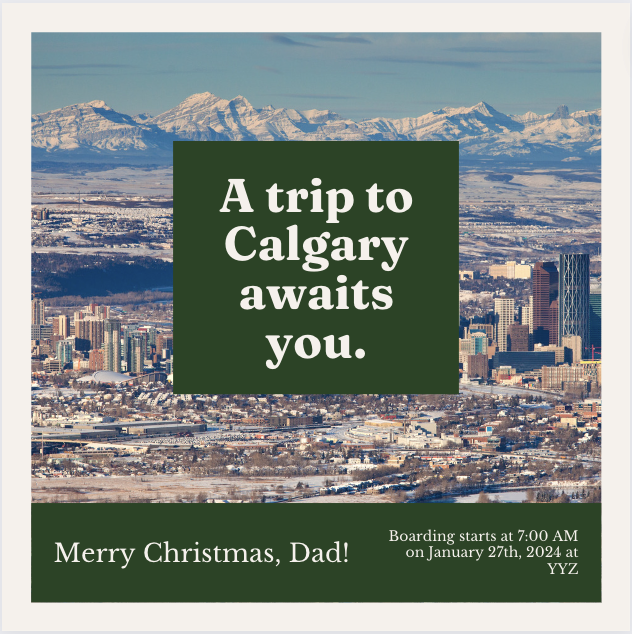 A trip to
Calgary
awaits
you.
Merry Christmas, Dad!
Boarding starts at 7:00 AM
on January 27th, 2024 at
YYZ